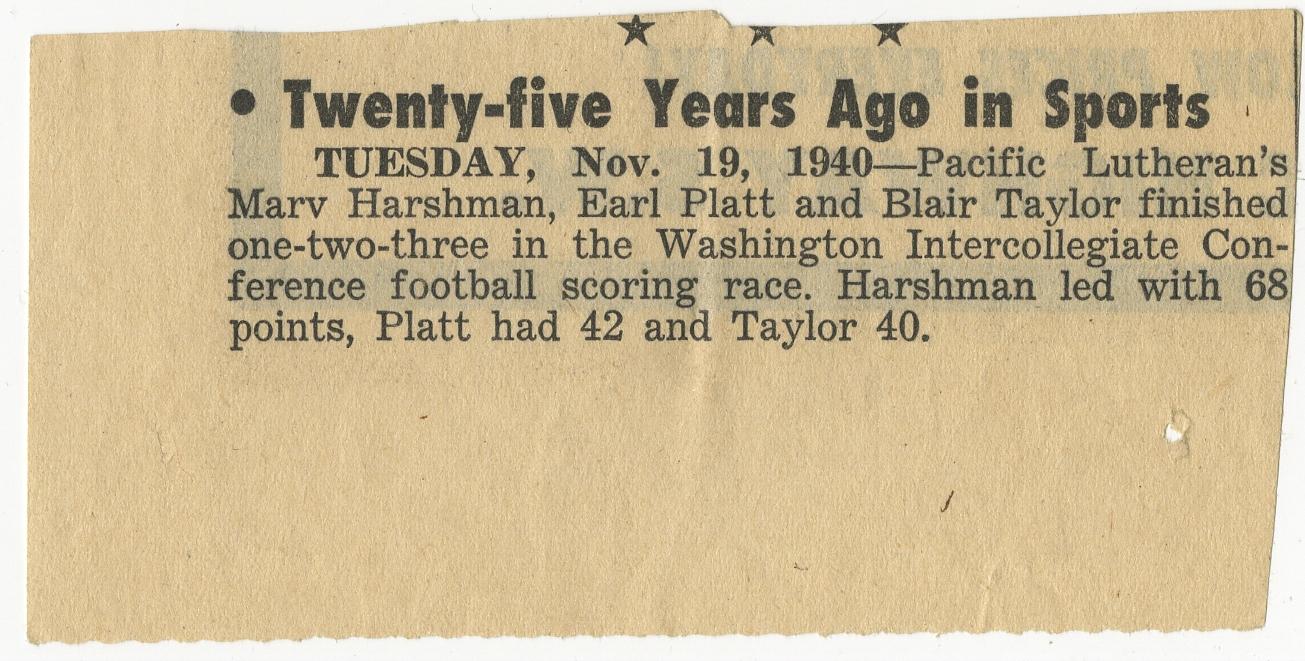 • Twenty-five Years Ago in Sports
TUESDAY, Nov. 19, 1940—Pacific Lutheran's
Marv Harshman, Earl Platt and Blair Taylor finished
one-two-three in the Washington Intercollegiate Con-
ference football scoring race. Harshman led with 68
points, Platt had 42 and Taylor 40.